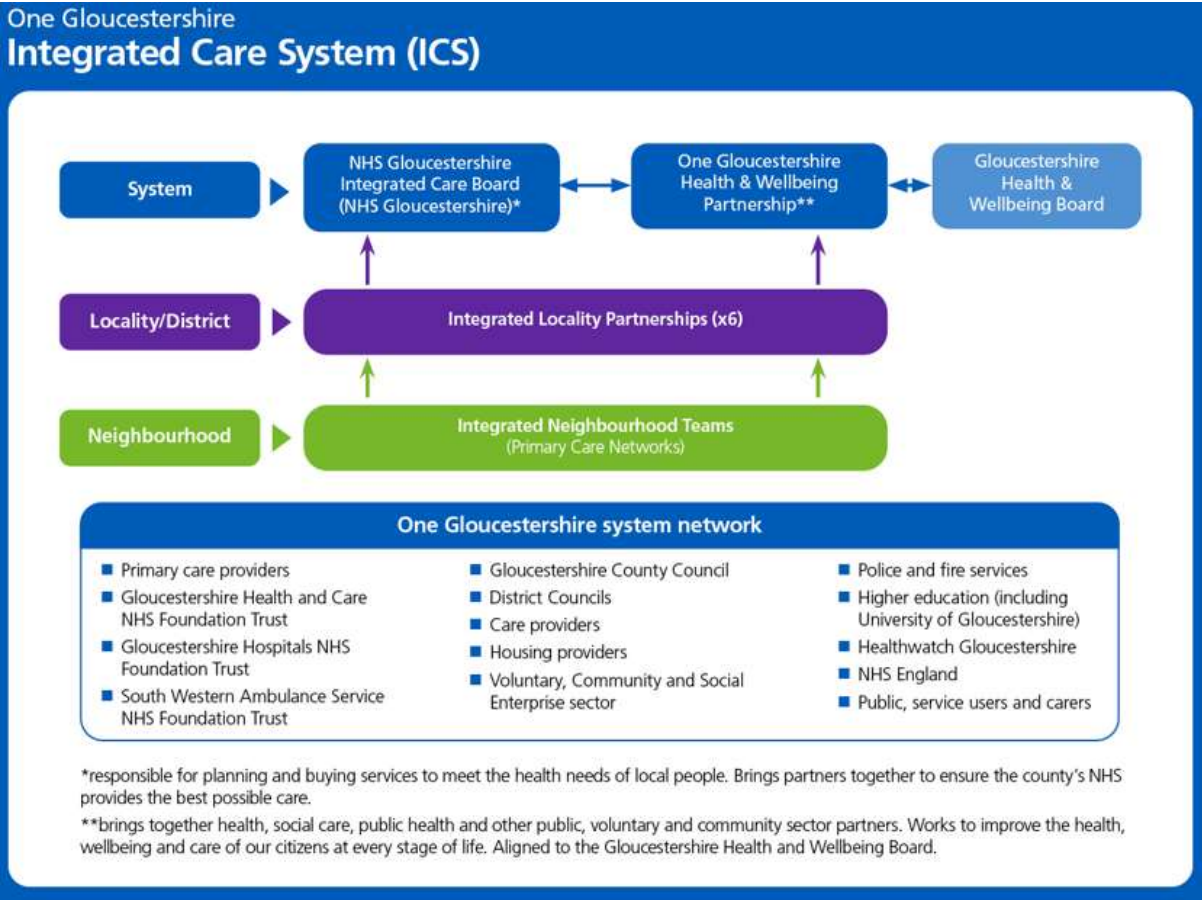 One Gloucestershire
Integrated Care System (ICS)
System
NHS Gloucestershire
Integrated Care Board
(NHS Gloucestershire)*
One Gloucestershire
Health & Wellbeing
Partnership**
Gloucestershire
Health &
Wellbeing Board
Locality/District
Integrated Locality Partnerships (x6)
Neighbourhood
Integrated Neighbourhood Teams
(Primary Care Networks)
One Gloucestershire system network
■ Primary care providers
■ Gloucestershire Health and Care
NHS Foundation Trust
■ Gloucestershire Hospitals NHS
Foundation Trust
■ South Western Ambulance Service
NHS Foundation Trust
■ Gloucestershire County Council
■ District Councils
■ Care providers
■ Housing providers
■ Voluntary, Community and Social
Enterprise sector
■ Police and fire services
■ Higher education (including
University of Gloucestershire)
■ Healthwatch Gloucestershire
■ NHS England
■ Public, service users and carers
*responsible for planning and buying services to meet the health needs of local people. Brings partners together to ensure the county's NHS
provides the best possible care.
**brings together health, social care, public health and other public, voluntary and community sector partners. Works to improve the health,
wellbeing and care of our citizens at every stage of life. Aligned to the Gloucestershire Health and Wellbeing Board.